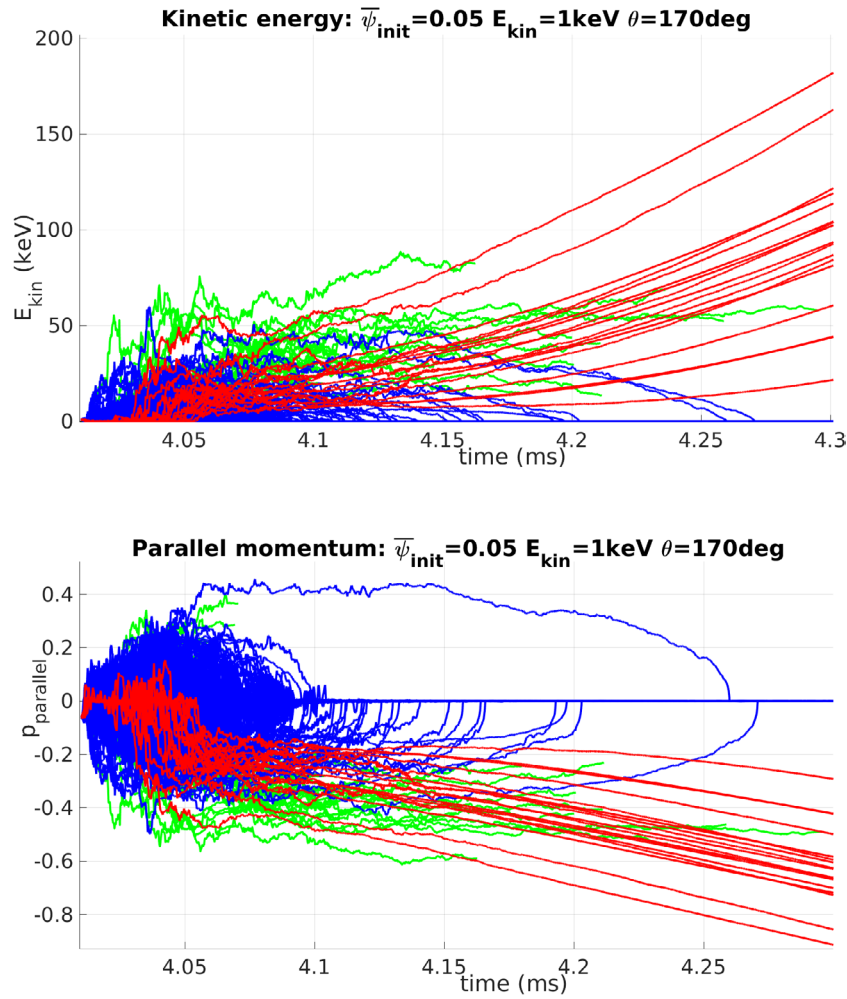 Kinetic energy: ψ̅init=0.05 Ekin=1keV θ=170deg
200
150
100
50
0
Ekin (keV)
4.05 4.1 4.15 4.2 4.25 4.3
time (ms)
Parallel momentum: ψ̅init=0.05 Ekin=1keV θ=170deg
0.4
0.2
0
-0.2
-0.4
-0.6
-0.8
pparallel
4.05 4.1 4.15 4.2 4.25
time (ms)